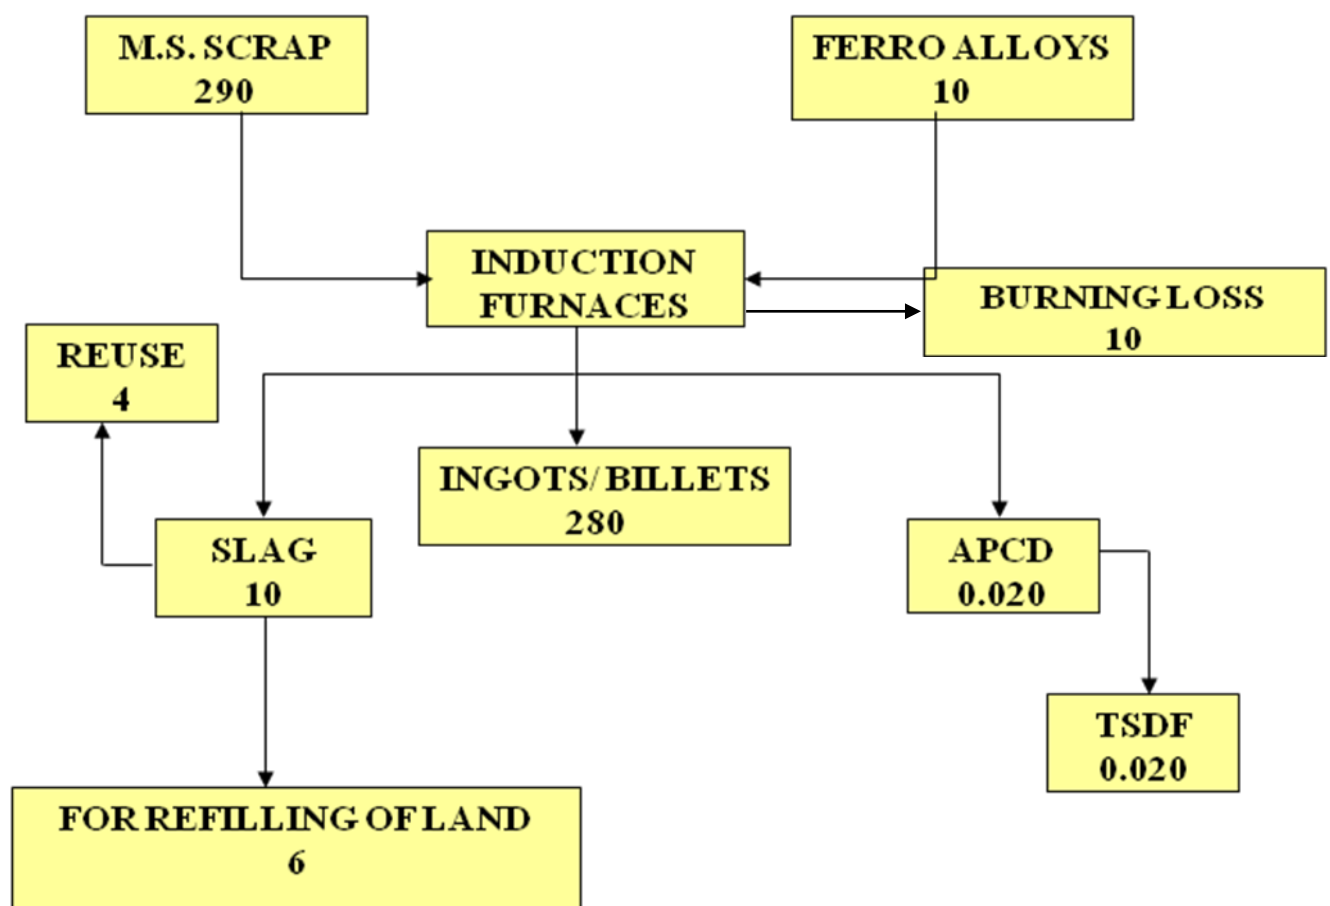 M.S. SCRAP
290
FERRO ALLOYS
10
INDUCTION
FURNACES
BURNING LOSS
10
REUSE
4
INGOTS/ BILLETS
280
SLAG
10
APCD
0.020
TSDF
0.020
FOR REFILLING OF LAND
6